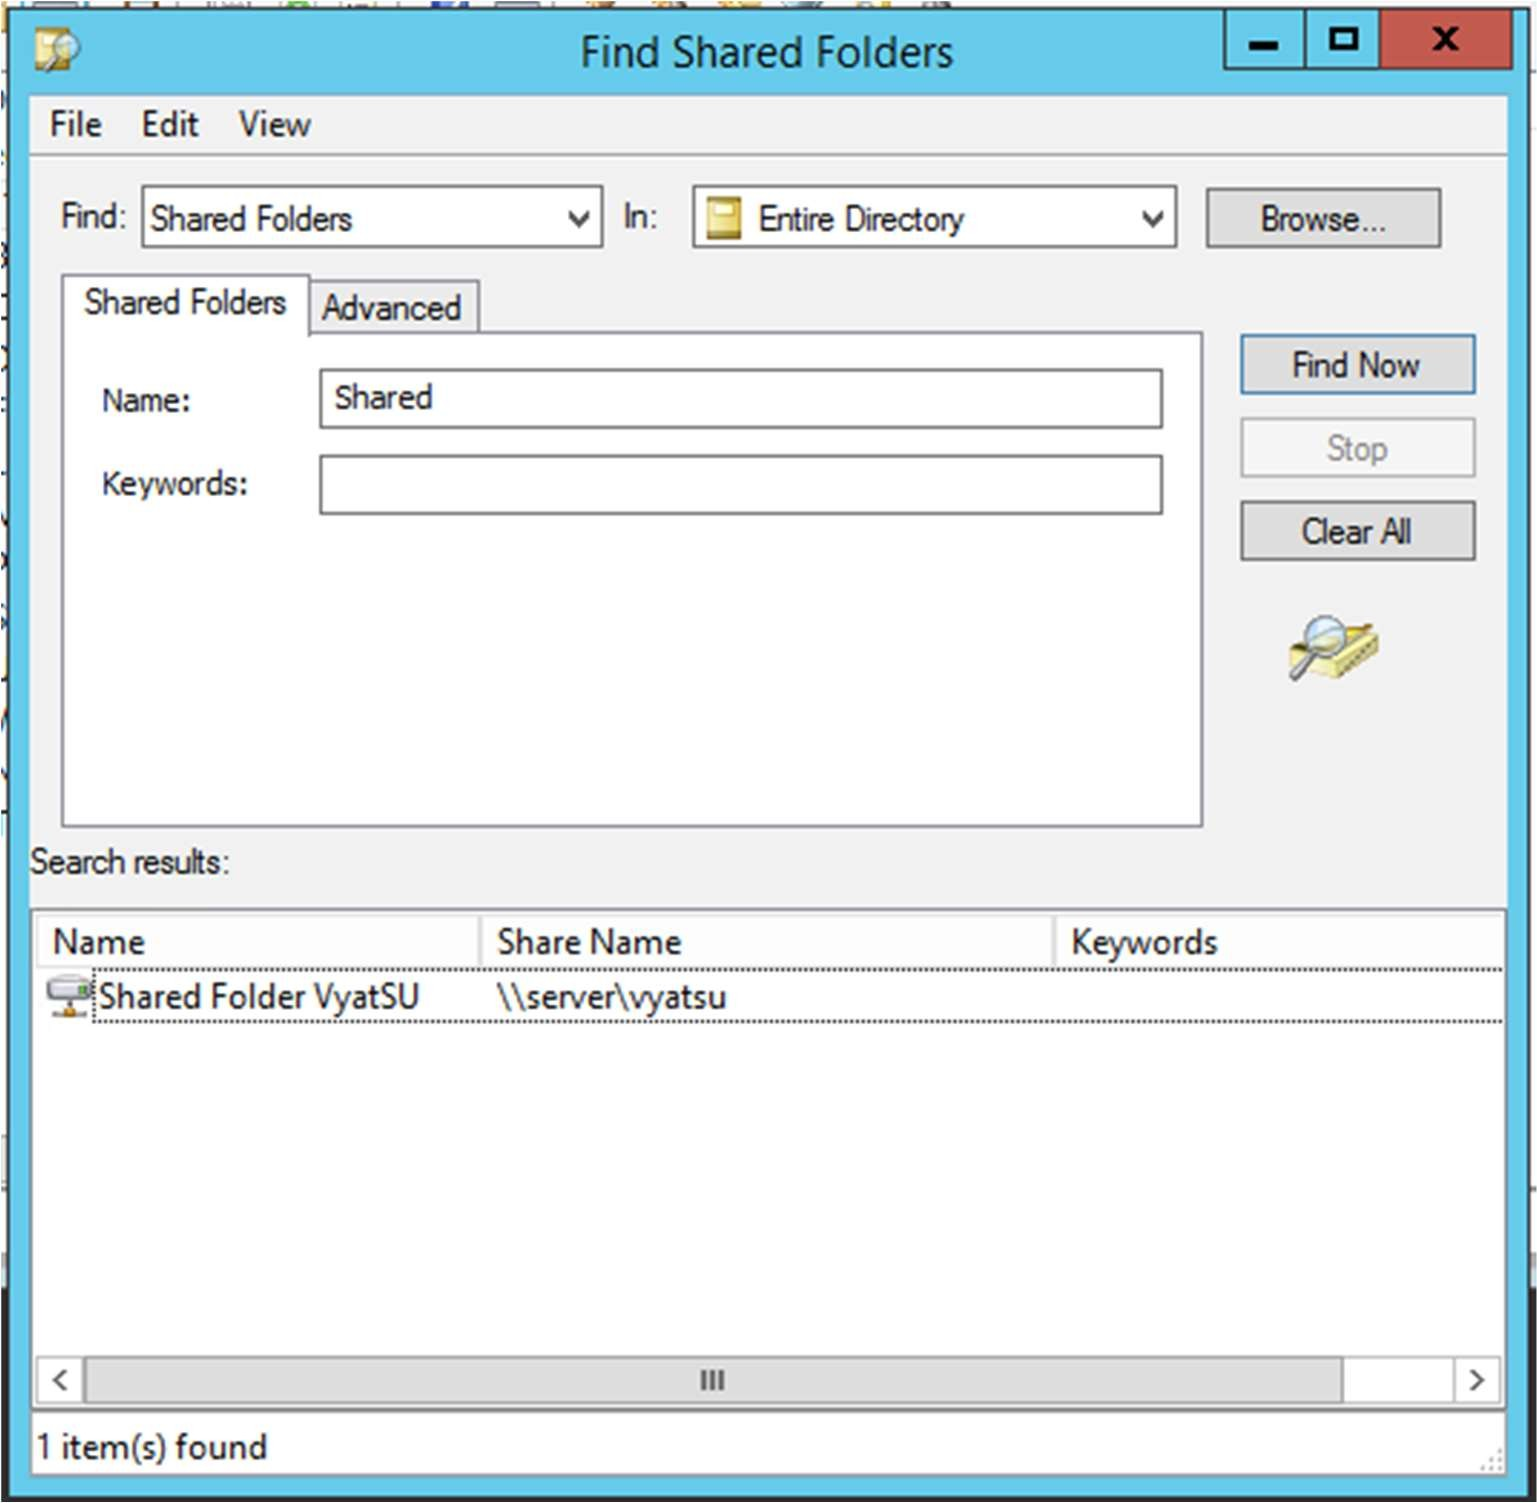 Find Shared Folders
File Edit View
Find: Shared Folders In: Entire Directory Browse...
Shared Folders Advanced
Name: Shared
Find Now
Keywords:
Stop
Clear All
Search results:
Name Share Name Keywords
Shared Folder VyatSU \\server\vyatsu
1 item(s) found